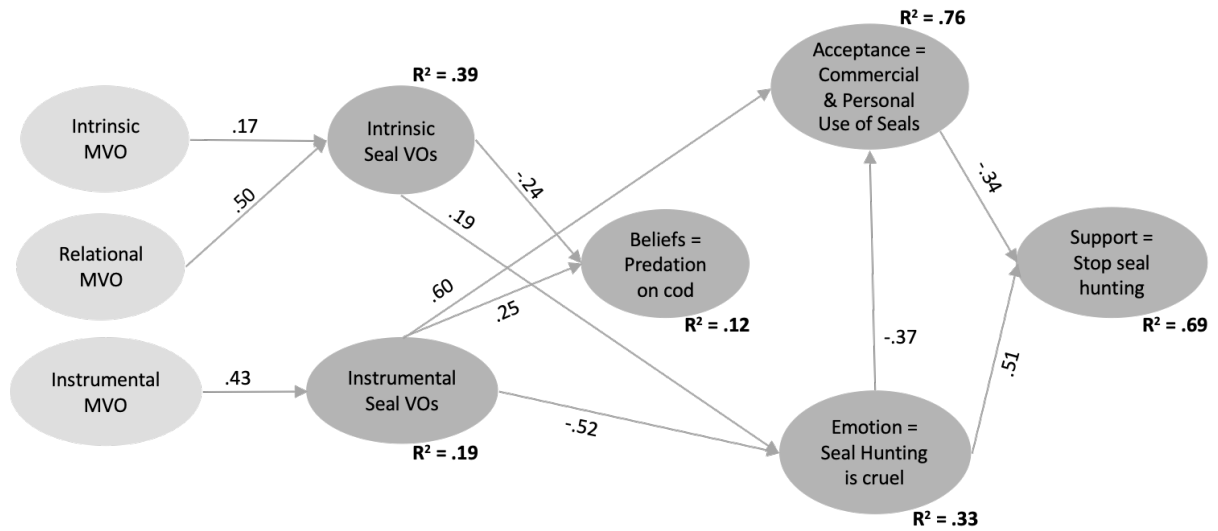 R² = .76
Acceptance =
Commercial
& Personal
Use of Seals
R² = .39
Intrinsic
MVO
.17
Intrinsic
Seal VOs
-.24
-.34
.50
.19
Relational
MVO
Beliefs =
Predation
on cod
R² = .12
Support =
Stop seal
hunting
R² = .69
.60
.25
-.37
.51
Instrumental
MVO
.43
Instrumental
Seal VOs
R² = .19
-.52
Emotion =
Seal Hunting
is cruel
R² = .33